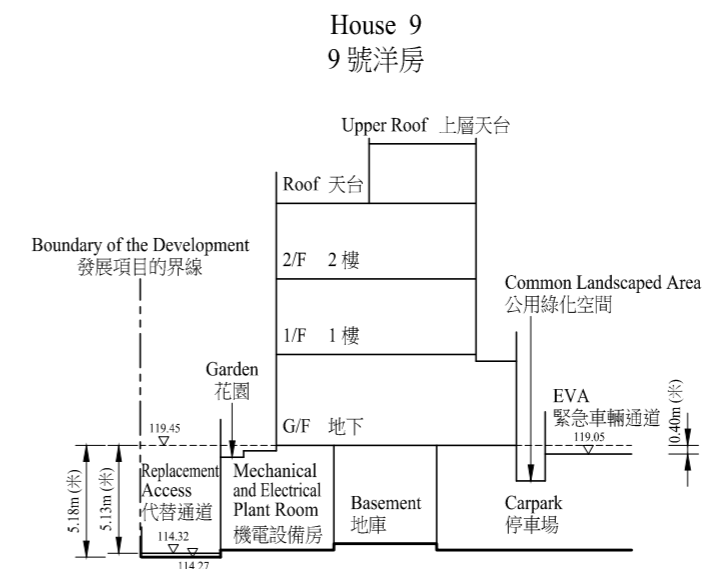 House 9
9 號洋房
Upper Roof 上層天台
Roof 天台
Boundary of the Development
發展項目的界線
2/F 2 樓
Common Landscaped Area
公用綠化空間
1/F 1 樓
Garden
花園
EVA
緊急車輛通道
119.05
0.40m (米)
G/F 地下
119.45
5.18m (米)
5.13m (米)
Replacement
Access
代替通道
114.32
114.27
Mechanical
and Electrical
Plant Room
機電設備房
Basement
地庫
Carpark
停車場